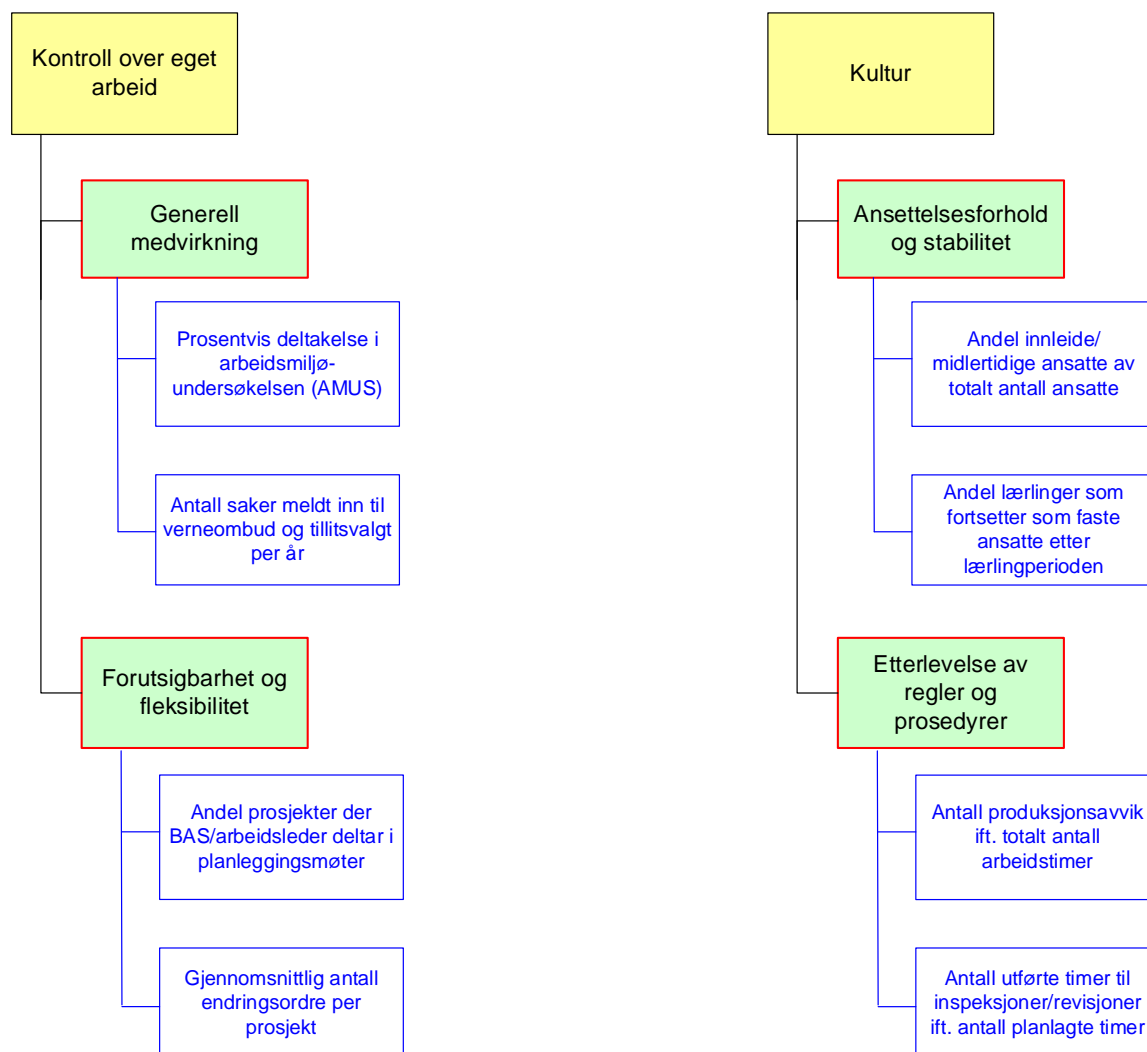 Kontroll over eget
arbeid
Generell
medvirkning
Prosentvis deltakelse i
arbeidsmiljø-
undersøkelsen (AMUS)
Antall saker meldt inn til
verneombud og tillitsvalgt
per år
Forutsigbarhet og
fleksibilitet
Andel prosjekter der
BAS/arbeidsleder deltar i
planleggingsmøter
Gjennomsnittlig antall
endringsordre per
prosjekt
Kultur
Ansettelsesforhold
og stabilitet
Andel innleide/
midlertidige ansatte av
totalt antall ansatte
Andel lærlinger som
fortsetter som faste
ansatte etter
lærlingperioden
Etterlevelse av
regler og
prosedyrer
Antall produksjonsavvik
ift. totalt antall
arbeidstimer
Antall utførte timer til
inspeksjoner/revisjoner
ift. antall planlagte timer